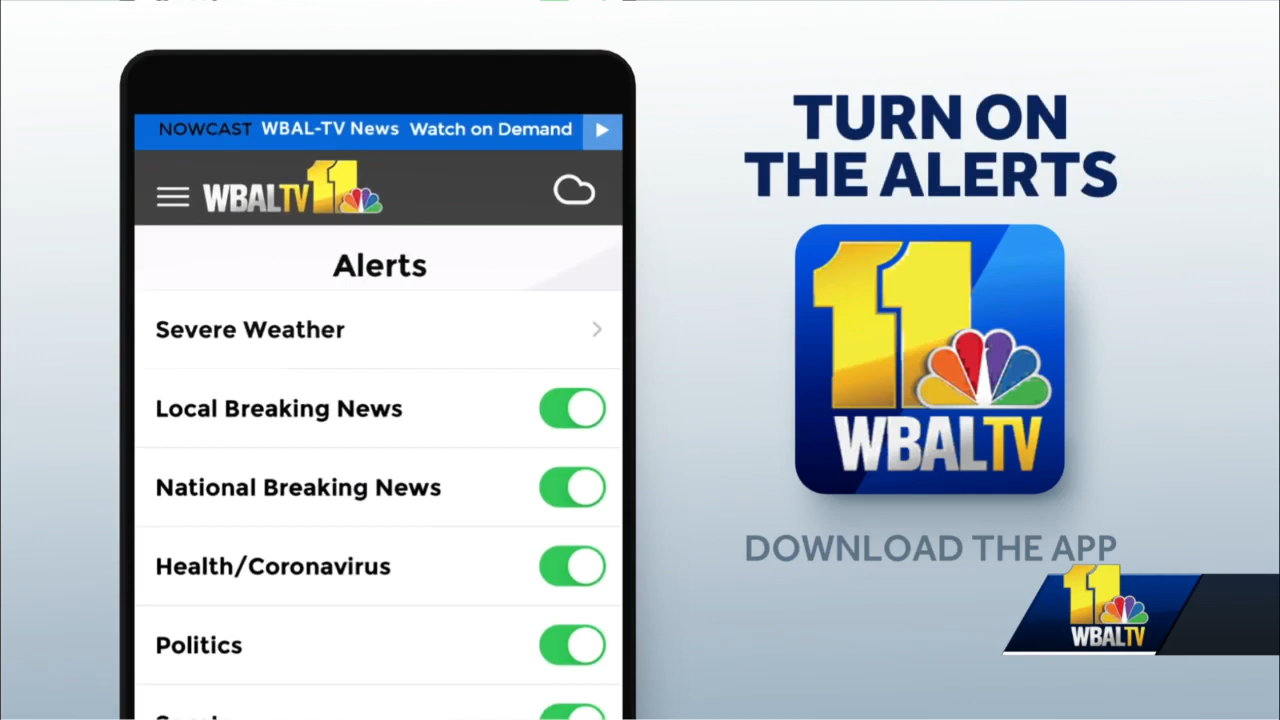 NOWCAST WBAL-TV News Watch on Demand
WBALTV 11
Alerts
Severe Weather
Local Breaking News
National Breaking News
Health/Coronavirus
Politics
TURN ON
THE ALERTS
11
WBALTV
DOWNLOAD THE APP
11
WBALTV